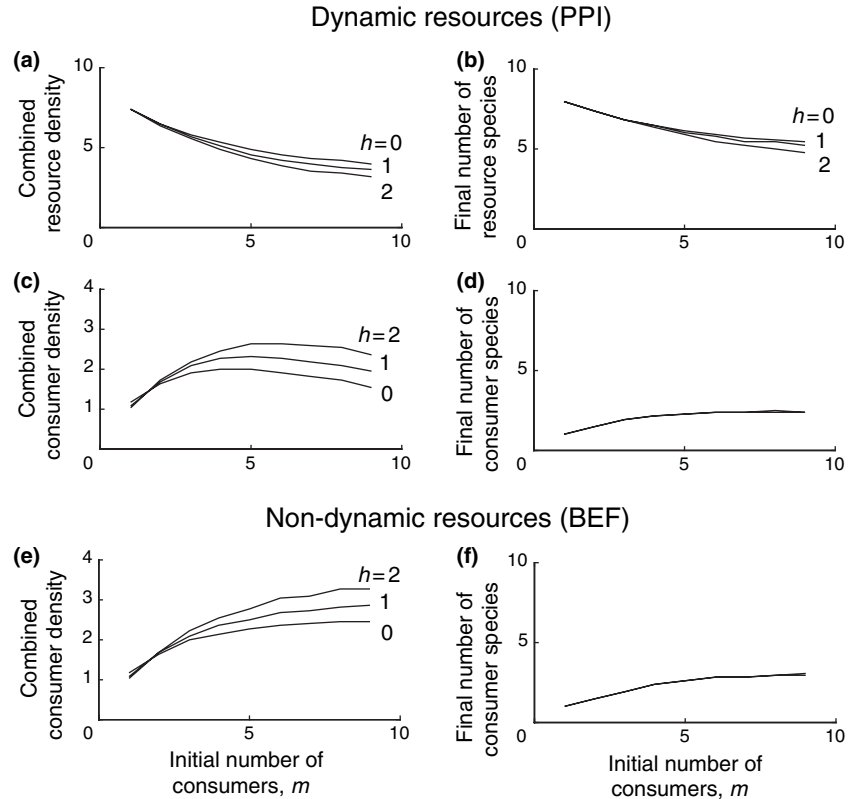 Dynamic resources (PPI)
(a)
Combined
resource density
10
5
0
5
10
h=0
1
2
(b)
Final number of
resource species
10
5
0
5
10
h=0
1
2
(c)
Combined
consumer density
4
3
2
1
0
5
10
h=2
1
0
(d)
Final number of
consumer species
10
5
0
5
10
Non-dynamic resources (BEF)
(e)
Combined
consumer density
4
3
2
1
0
5
10
h=2
1
0
Initial number of
consumers, m
(f)
Final number of
consumer species
10
5
0
5
10
Initial number of
consumers, m